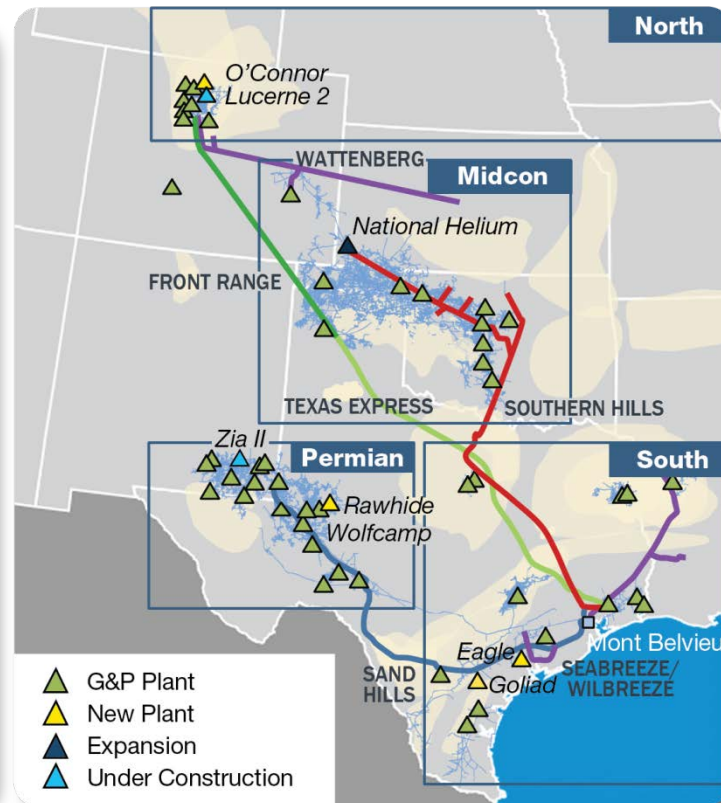 North
O'Connor
Lucerne 2
WATTENBERG
Midcon
National Helium
FRONT RANGE
TEXAS EXPRESS
SOUTHERN HILLS
Zia II
Permian
South
Rawhide
Wolfcamp
Mont Belvieu
Eagle
SAND
HILLS
Goliad
SEABREEZE/
WILBREEZE
G&P Plant
New Plant
Expansion
Under Construction